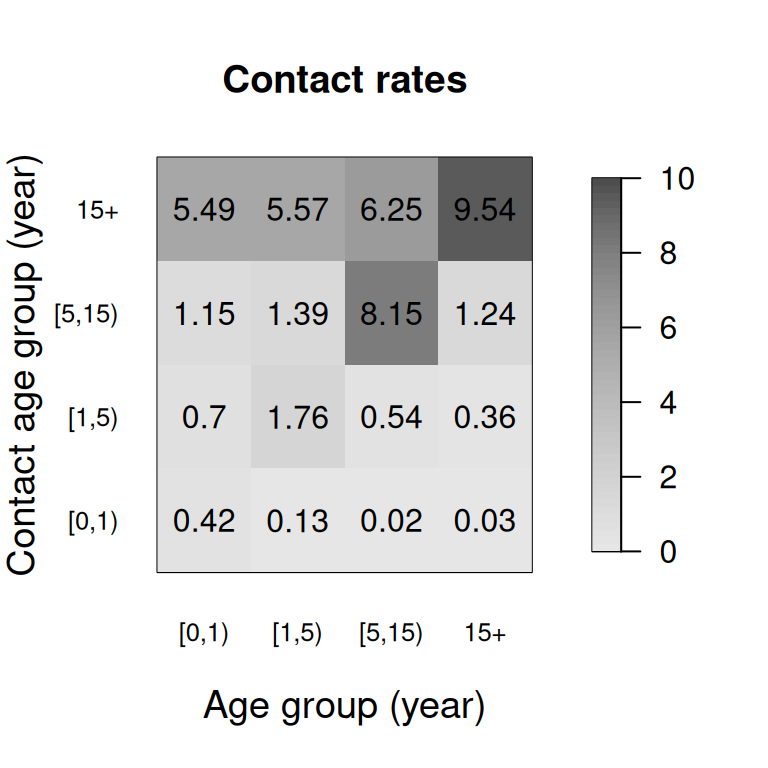 Contact rates
Contact age group (year)
15+ 5.49 5.57 6.25 9.54
[5,15) 1.15 1.39 8.15 1.24
[1,5) 0.7 1.76 0.54 0.36
[0,1) 0.42 0.13 0.02 0.03
[0,1) [1,5) [5,15) 15+
Age group (year)
10
8
6
4
2
0